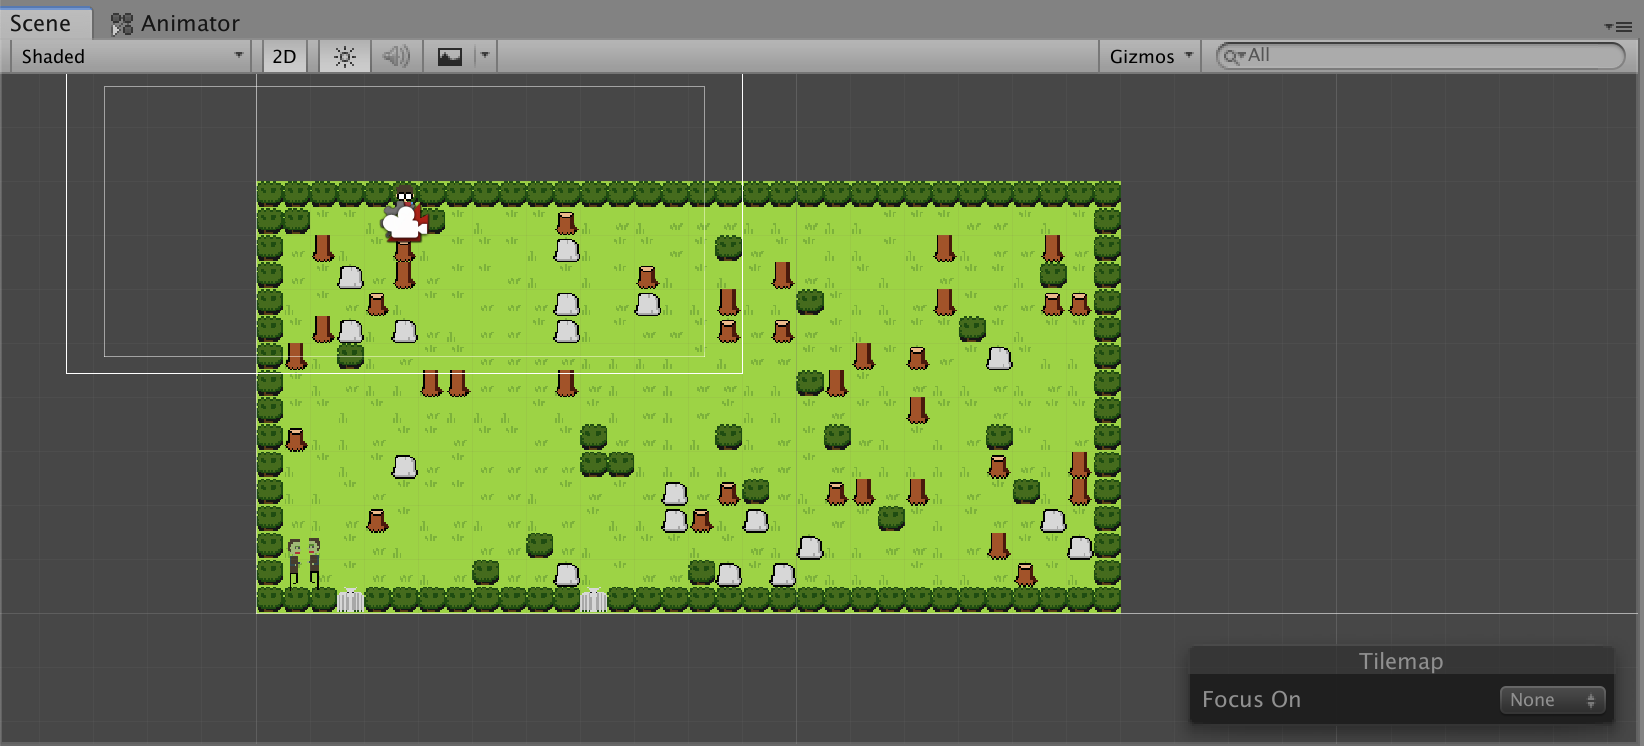 Scene
Animator
Shaded
2D
Gizmos
All
Tilemap
Focus On
None